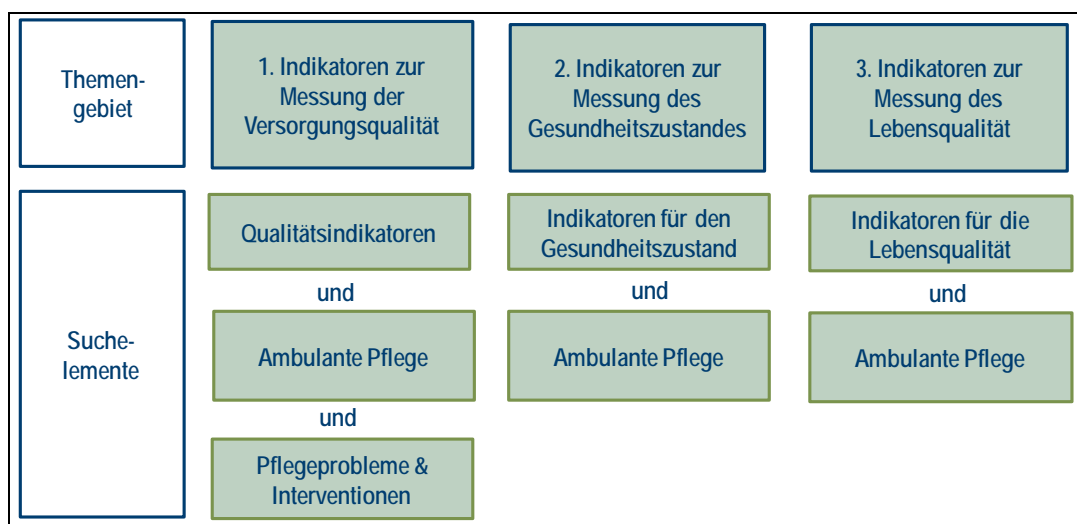 Themen-
gebiet
1. Indikatoren zur
Messung der
Versorgungsqualität
2. Indikatoren zur
Messung des
Gesundheitszustandes
3. Indikatoren zur
Messung des
Lebensqualität
Suche-
lemente
Qualitätsindikatoren
und
Ambulante Pflege
und
Pflegeprobleme &
Interventionen
Indikatoren für den
Gesundheitszustand
und
Ambulante Pflege
Indikatoren für die
Lebensqualität
und
Ambulante Pflege